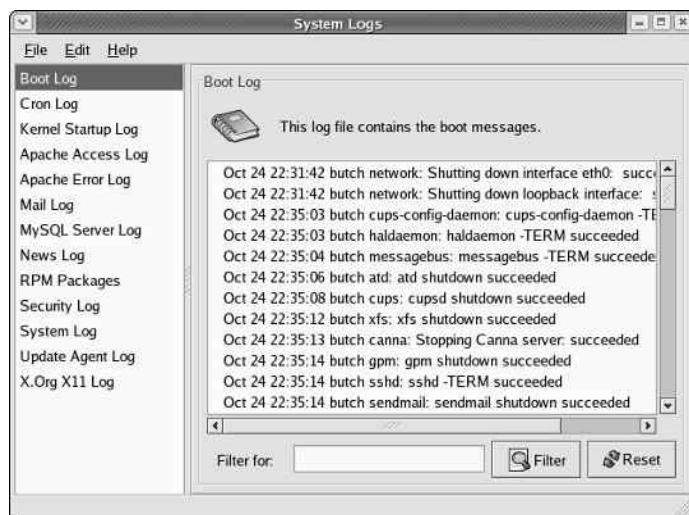 System Logs
File Edit Help
Boot Log
Cron Log
Kernel Startup Log
Apache Access Log
Apache Error Log
Mail Log
MySQL Server Log
News Log
RPM Packages
Security Log
System Log
Update Agent Log
X.Org X11 Log
Boot Log
This log file contains the boot messages.
Oct 24 22:31:42 butch network: Shutting down interface eth0: succ
Oct 24 22:31:42 butch network: Shutting down loopback interface:
Oct 24 22:35:03 butch cups-config-daemon: cups-config-daemon -TE
Oct 24 22:35:03 butch haldaemon: haldaemon -TERM succeeded
Oct 24 22:35:04 butch messagebus: messagebus -TERM succeede
Oct 24 22:35:06 butch atd: atd shutdown succeeded
Oct 24 22:35:08 butch cups: cupsd shutdown succeeded
Oct 24 22:35:12 butch xfs: xfs shutdown succeeded
Oct 24 22:35:13 butch canna: Stopping Canna server: succeeded
Oct 24 22:35:14 butch gpm: gpm shutdown succeeded
Oct 24 22:35:14 butch sshd: sshd -TERM succeeded
Oct 24 22:35:14 butch sendmail: sendmail shutdown succeeded
Filter for: Filter Reset